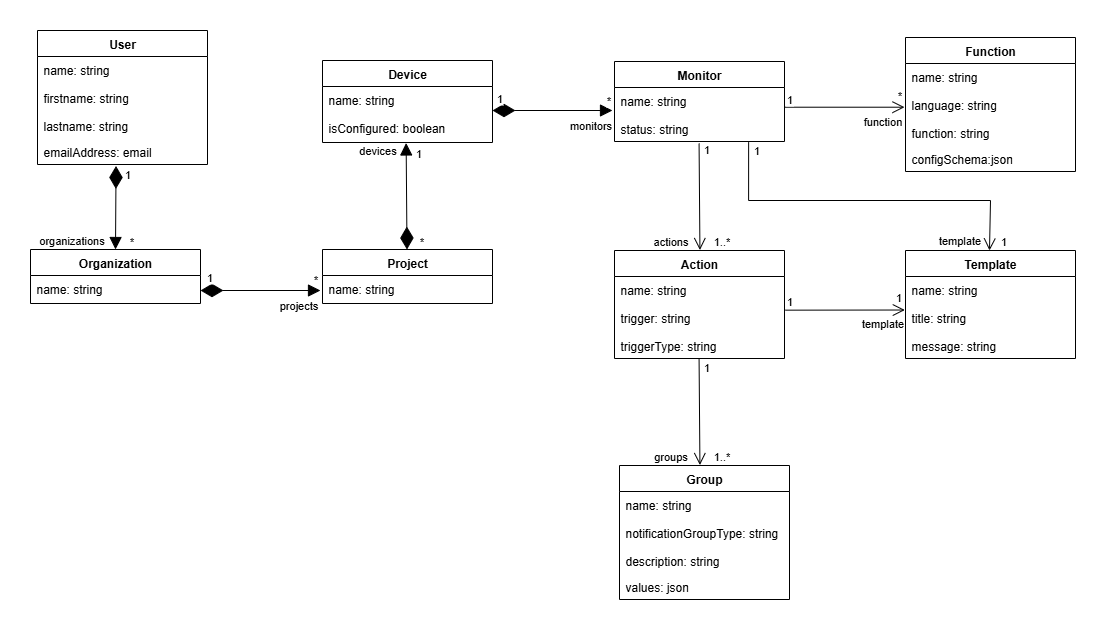 User
name: string
firstname: string
lastname: string
emailAddress: email
1
organizations
*
Organization
name: string
1
*
projects
Project
name: string
*
devices
1
Device
name: string
isConfigured: boolean
1
*
monitors
Monitor
name: string
status: string
1
*
function
Function
name: string
language: string
function: string
configSchema:json
1
1
actions
1..*
template
1
Action
name: string
trigger: string
triggerType: string
1
1
template
Template
name: string
title: string
message: string
1
groups
1..*
Group
name: string
notificationGroupType: string
description: string
values: json